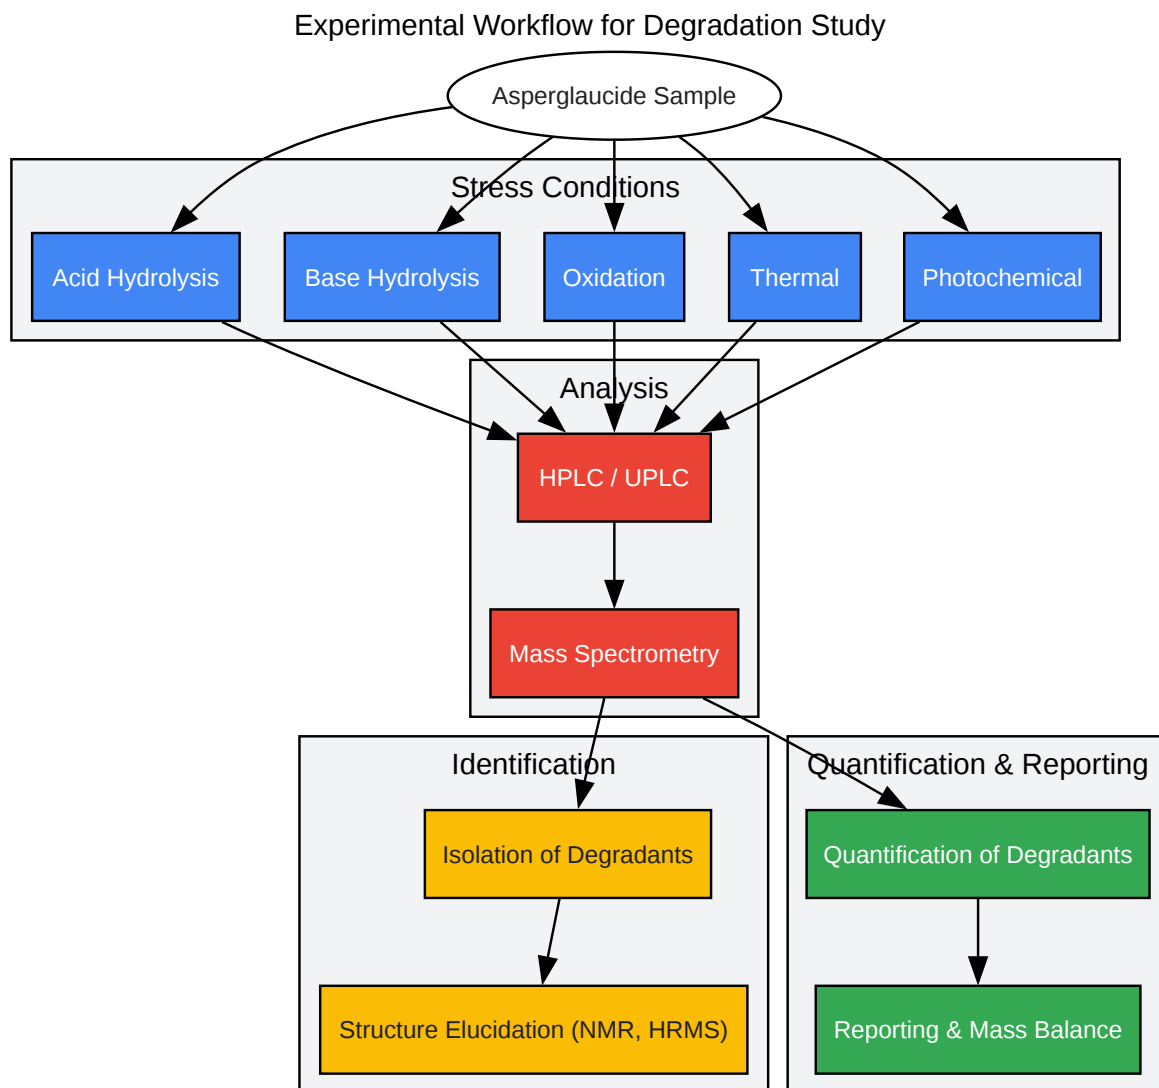 Experimental Workflow for Degradation Study
Asperglaucide Sample
Stress Conditions
Acid Hydrolysis
Base Hydrolysis
Oxidation
Thermal
Photochemical
Analysis
HPLC / UPLC
Mass Spectrometry
Identification
Quantification & Reporting
Isolation of Degradants
Quantification of Degradants
Structure Elucidation (NMR, HRMS)
Reporting & Mass Balance